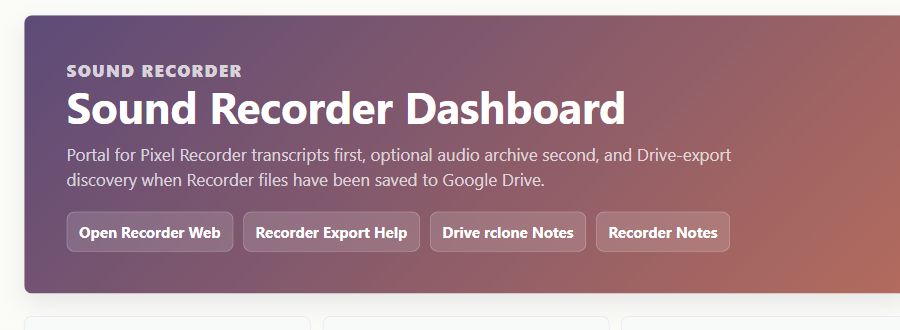 SOUND RECORDER
Sound Recorder Dashboard
Portal for Pixel Recorder transcripts first, optional audio archive second, and Drive-export
discovery when Recorder files have been saved to Google Drive.
Open Recorder Web Recorder Export Help Drive rclone Notes Recorder Notes